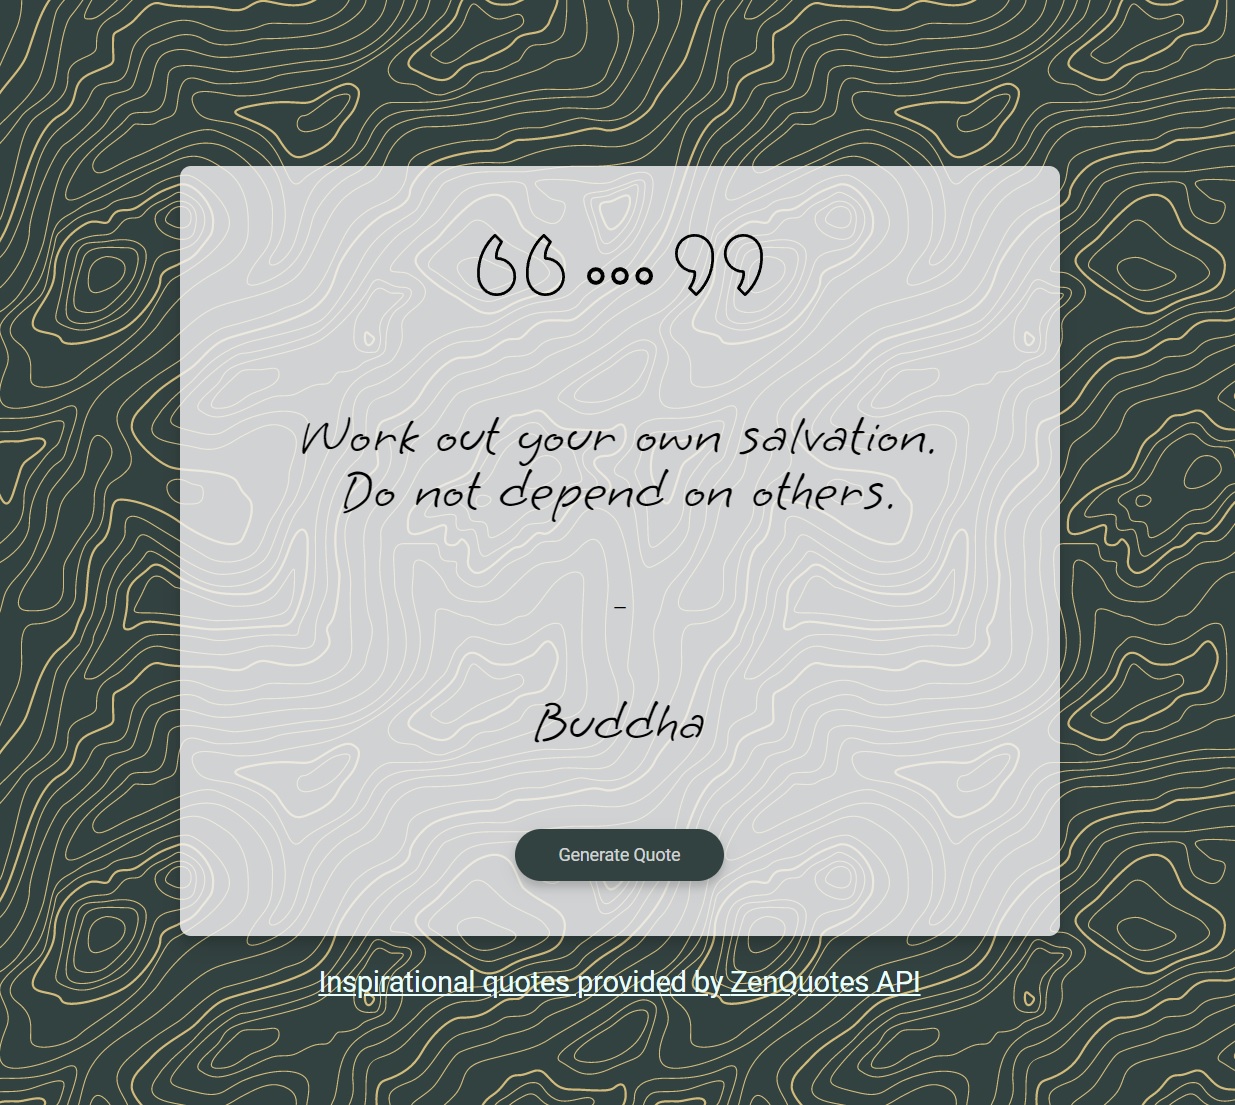 Work out your own salvation.
Do not depend on others.
–
Buddha
Generate Quote
Inspirational quotes provided by ZenQuotes API